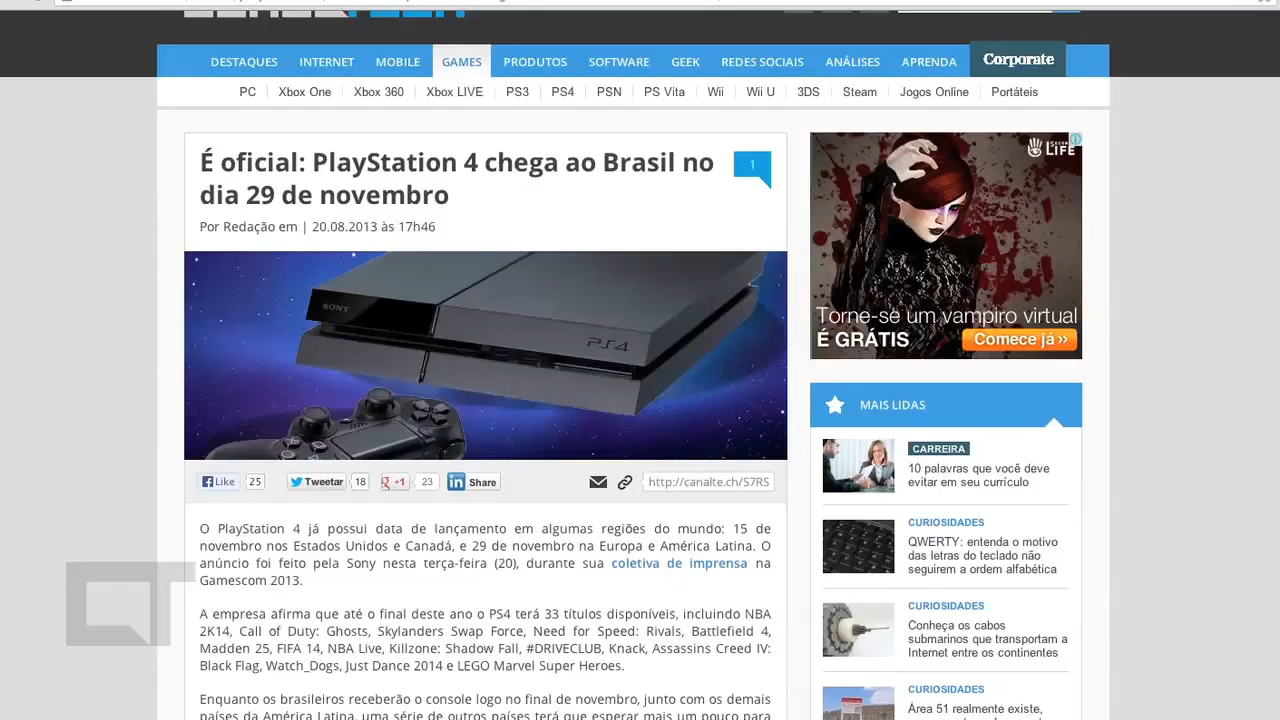 DESTAQUES INTERNET MOBILE GAMES PRODUTOS SOFTWARE GEEK REDES SOCIAIS ANÁLISES APRENDA Corporate
PC Xbox One Xbox 360 Xbox LIVE PS3 PS4 PSN PS Vita Wii Wii U 3DS Steam Jogos Online Portáteis
É oficial: PlayStation 4 chega ao Brasil no
dia 29 de novembro
1
Por Redação em | 20.08.2013 às 17h46
SONY
PS4
Like 25 Tweetar 18 +1 23 in Share http://canalte.ch/S7RS
O PlayStation 4 já possui data de lançamento em algumas regiões do mundo: 15 de
novembro nos Estados Unidos e Canadá, e 29 de novembro na Europa e América Latina. O
anúncio foi feito pela Sony nesta terça-feira (20), durante sua coletiva de imprensa na
Gamescom 2013.
A empresa afirma que até o final deste ano o PS4 terá 33 títulos disponíveis, incluindo NBA
2K14, Call of Duty: Ghosts, Skylanders Swap Force, Need for Speed: Rivals, Battlefield 4,
Madden 25, FIFA 14, NBA Live, Killzone: Shadow Fall, #DRIVECLUB, Knack, Assassins Creed IV:
Black Flag, Watch_Dogs, Just Dance 2014 e LEGO Marvel Super Heroes.
Enquanto os brasileiros receberão o console logo no final de novembro, junto com os demais
países da América Latina, uma série de outros países terá que esperar mais um pouco para
LIFE
Torne-se um vampiro virtual
É GRÁTIS Comece já »
MAIS LIDAS
CARREIRA
10 palavras que você deve
evitar em seu currículo
CURIOSIDADES
QWERTY: entenda o motivo
das letras do teclado não
seguirem a ordem alfabética
CURIOSIDADES
Conheça os cabos
submarinos que transportam a
Internet entre os continentes
CURIOSIDADES
Área 51 realmente existe,